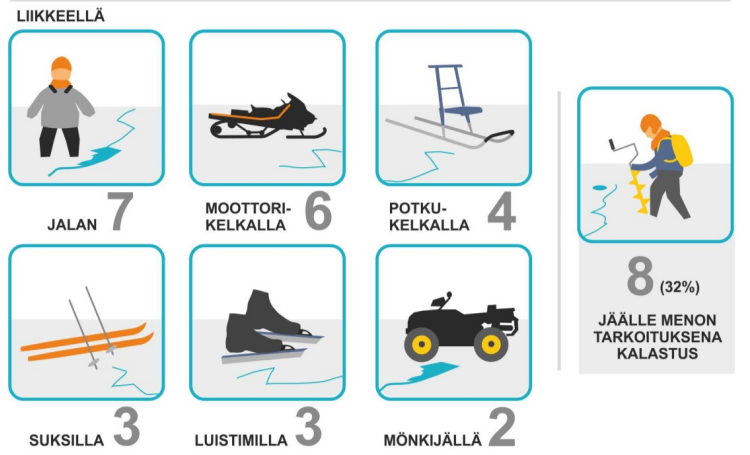 LIIKKEELLÄ
JALAN 7
MOOTTORI-
KELKALLA 6
POTKU-
KELKALLA 4
SUKSILLA 3
LUISTIMILLA 3
MÖNKIJÄLLÄ 2
8 (32%)
JÄÄLLE MENON
TARKOITUKSENA
KALASTUS